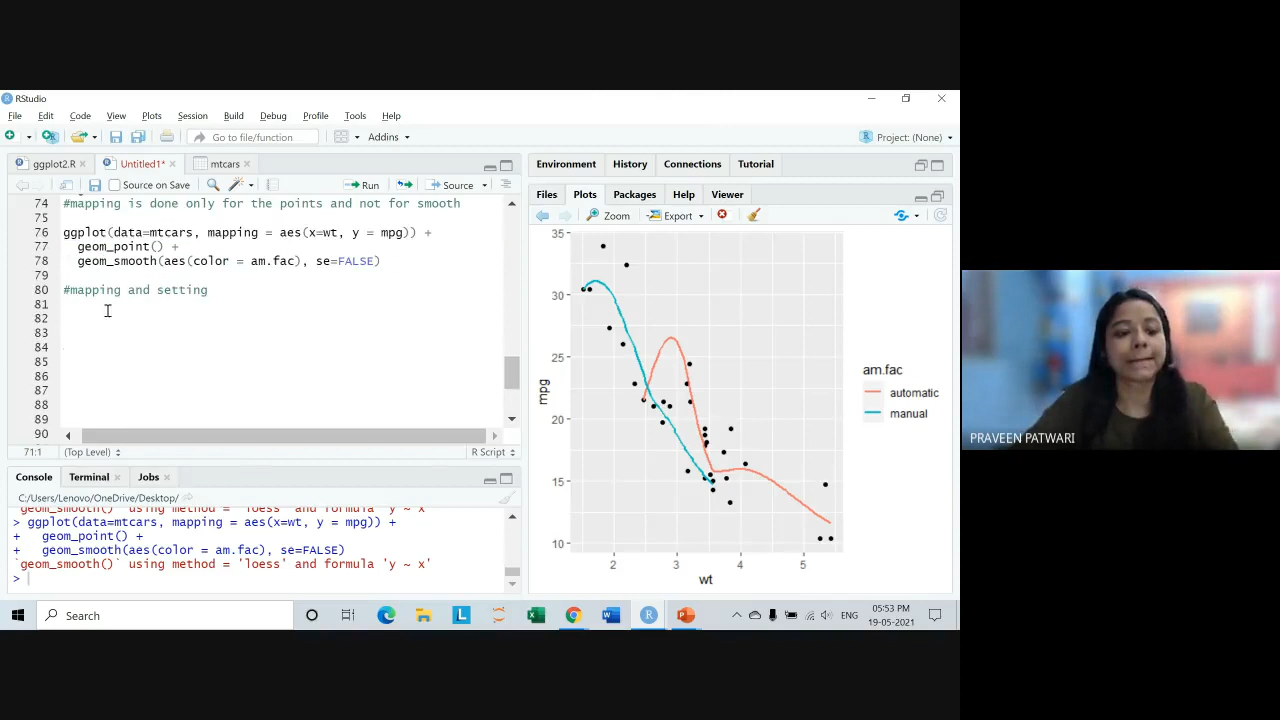 RStudio
File Edit Code View Plots Session Build Debug Profile Tools Help
Go to file/function Addins Project: (None)
ggplot2.R Untitled1* mtcars
Source on Save Run Source
74 #mapping is done only for the points and not for smooth
75
76 ggplot(data=mtcars, mapping = aes(x=wt, y = mpg)) +
77 geom_point() +
78 geom_smooth(aes(color = am.fac), se=FALSE)
79
80 #mapping and setting
81
82
83
84
85
86
87
88
89
90
71:1 (Top Level) R Script
Console Terminal Jobs
C:/Users/Lenovo/OneDrive/Desktop/
`geom_smooth()` using method = 'loess' and formula 'y ~ x'
> ggplot(data=mtcars, mapping = aes(x=wt, y = mpg)) +
+ geom_point() +
+ geom_smooth(aes(color = am.fac), se=FALSE)
`geom_smooth()` using method = 'loess' and formula 'y ~ x'
>
Environment History Connections Tutorial
Files Plots Packages Help Viewer
Zoom Export
35
30
25
20
15
10
mpg
2 3 4 5
wt
am.fac
automatic
manual
PRAVEEN PATWARI
Search
ENG
05:53 PM
19-05-2021